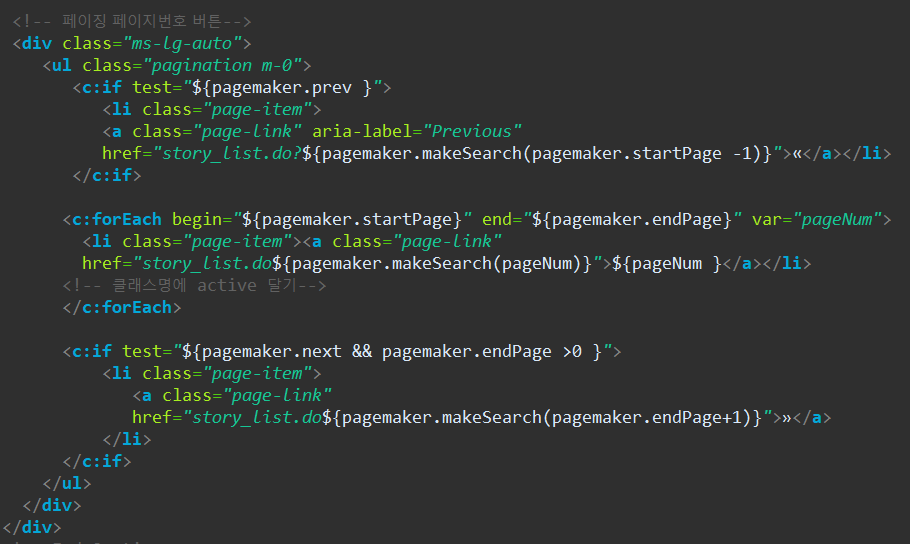 <!-- 페이징 페이지번호 버튼-->
<div class="ms-lg-auto">
<ul class="pagination m-0">
<c:if test="${pagemaker.prev }">
<li class="page-item">
<a class="page-link" aria-label="Previous"
href="story_list.do?${pagemaker.makeSearch(pagemaker.startPage -1)}">«</a></li>
</c:if>
<c:forEach begin="${pagemaker.startPage}" end="${pagemaker.endPage}" var="pageNum">
<li class="page-item"><a class="page-link"
href="story_list.do${pagemaker.makeSearch(pageNum)}">${pageNum }</a></li>
<!-- 클래스명에 active 달기-->
</c:forEach>
<c:if test="${pagemaker.next && pagemaker.endPage >0 }">
<li class="page-item">
<a class="page-link"
href="story_list.do${pagemaker.makeSearch(pagemaker.endPage+1)}">»</a>
</li>
</c:if>
</ul>
</div>
</div>